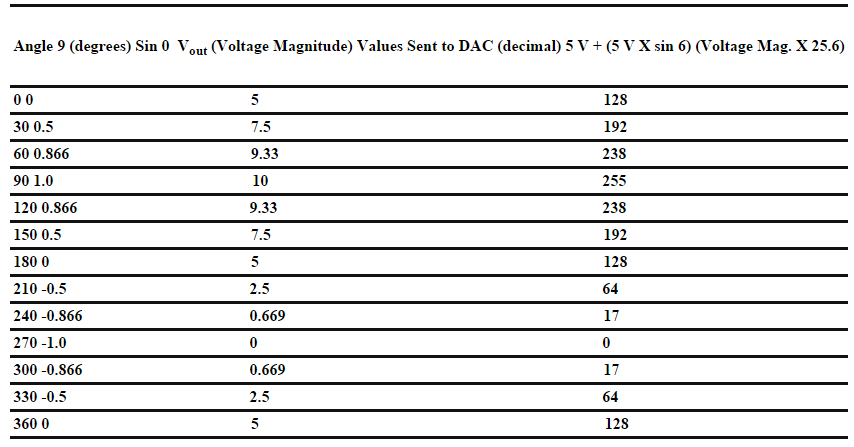 Angle 9 (degrees) Sin 0 Vout (Voltage Magnitude) Values Sent to DAC (decimal) 5 V + (5 V X sin 6) (Voltage Mag. X 25.6)
0 0 5 128
30 0.5 7.5 192
60 0.866 9.33 238
90 1.0 10 255
120 0.866 9.33 238
150 0.5 7.5 192
180 0 5 128
210 -0.5 2.5 64
240 -0.866 0.669 17
270 -1.0 0 0
300 -0.866 0.669 17
330 -0.5 2.5 64
360 0 5 128